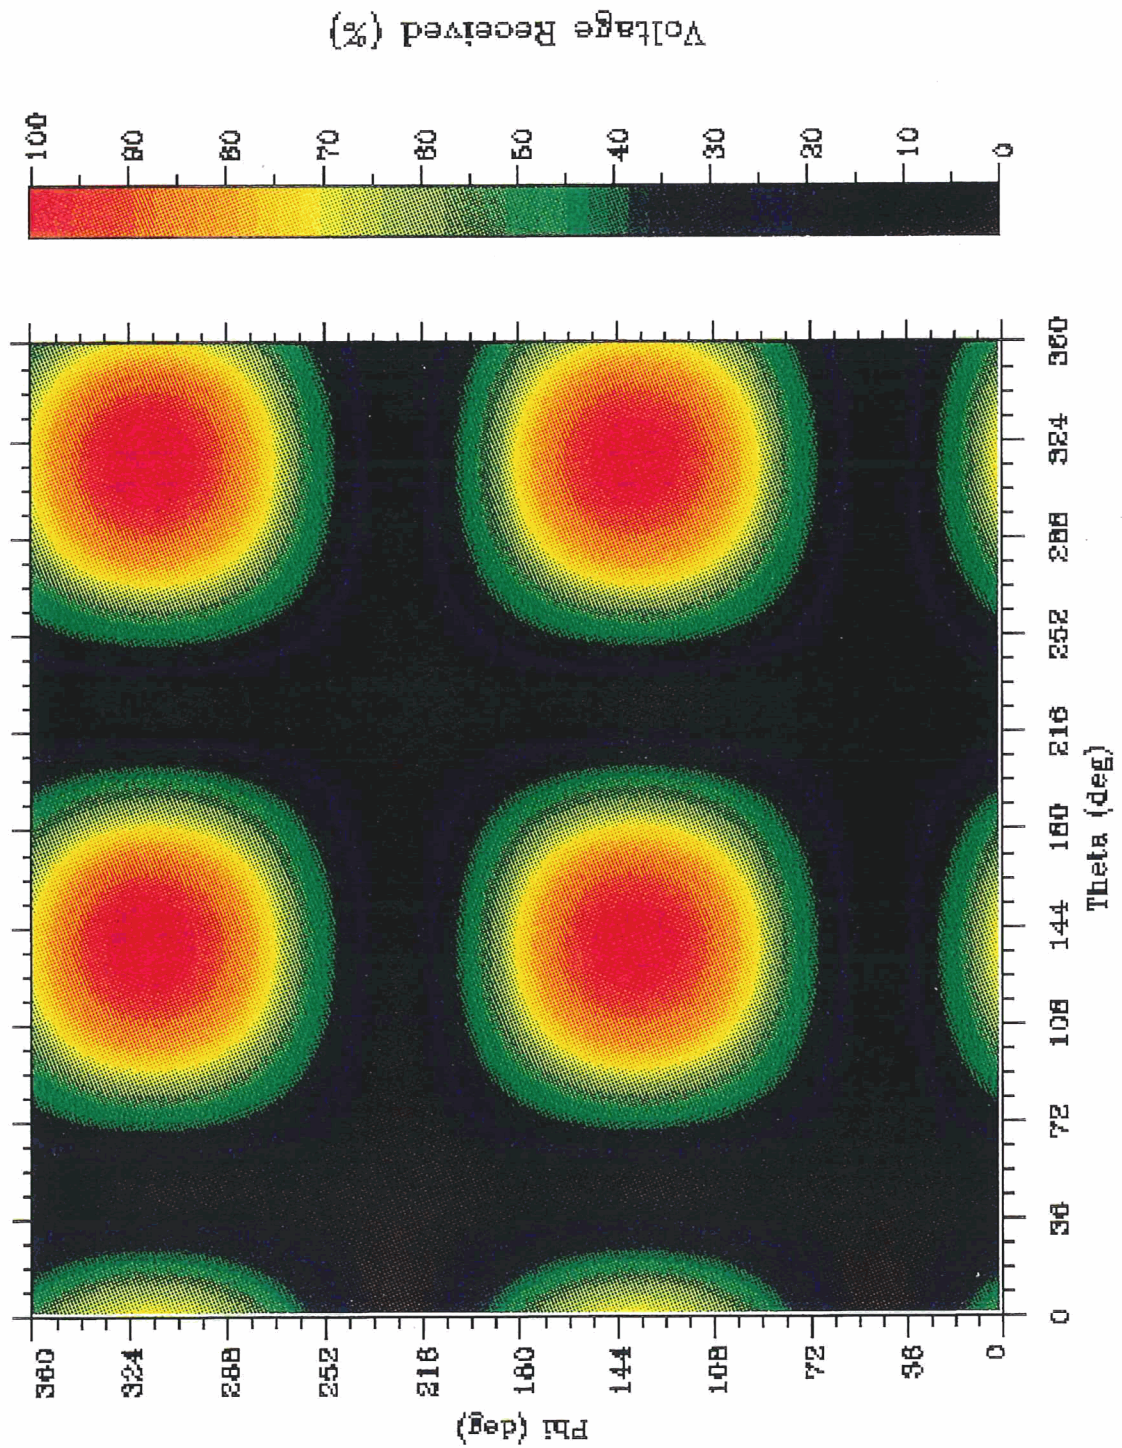 Voltage Received (%)
100 90 80 70 60 50 40 30 20 10 0
360 324 288 252 216 180 144 108 72 36 0
Phi (deg)
0 36 72 108 144 180 216 252 288 324 360
Theta (deg)